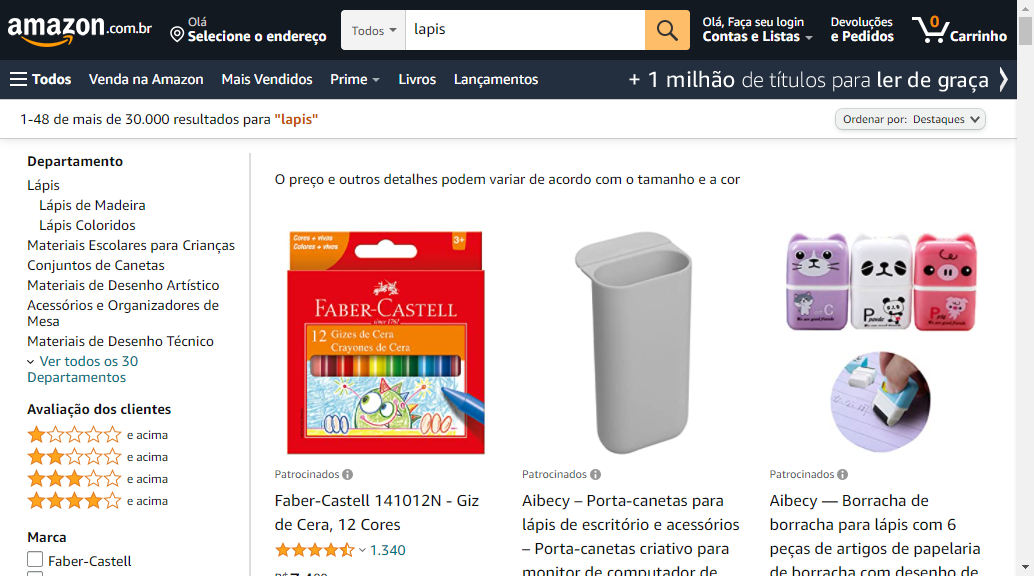 amazon.com.br
Olá
Selecione o endereço
Todos
lapis
Olá, Faça seu login
Contas e Listas
Devoluções
e Pedidos
0
Carrinho
Todos
Venda na Amazon
Mais Vendidos
Prime
Livros
Lançamentos
+ 1 milhão de títulos para ler de graça
1-48 de mais de 30.000 resultados para "lapis"
Ordenar por: Destaques
Departamento
Lápis
Lápis de Madeira
Lápis Coloridos
Materiais Escolares para Crianças
Conjuntos de Canetas
Materiais de Desenho Artístico
Acessórios e Organizadores de
Mesa
Materiais de Desenho Técnico
Ver todos os 30
Departamentos
Avaliação dos clientes
e acima
e acima
e acima
e acima
Marca
Faber-Castell
O preço e outros detalhes podem variar de acordo com o tamanho e a cor
Cores + vivas
Colores + vivos
3+
FABER-CASTELL
since 1761
12 Gizes de Cera
Crayones de Cera
Patrocinados
Faber-Castell 141012N - Giz
de Cera, 12 Cores
1.340
Patrocinados
Aibecy – Porta-canetas para
lápis de escritório e acessórios
– Porta-canetas criativo para
monitor de computador de
C
Panda
Pig
Patrocinados
Aibecy — Borracha de
borracha para lápis com 6
peças de artigos de papelaria
de borracha com desenho de